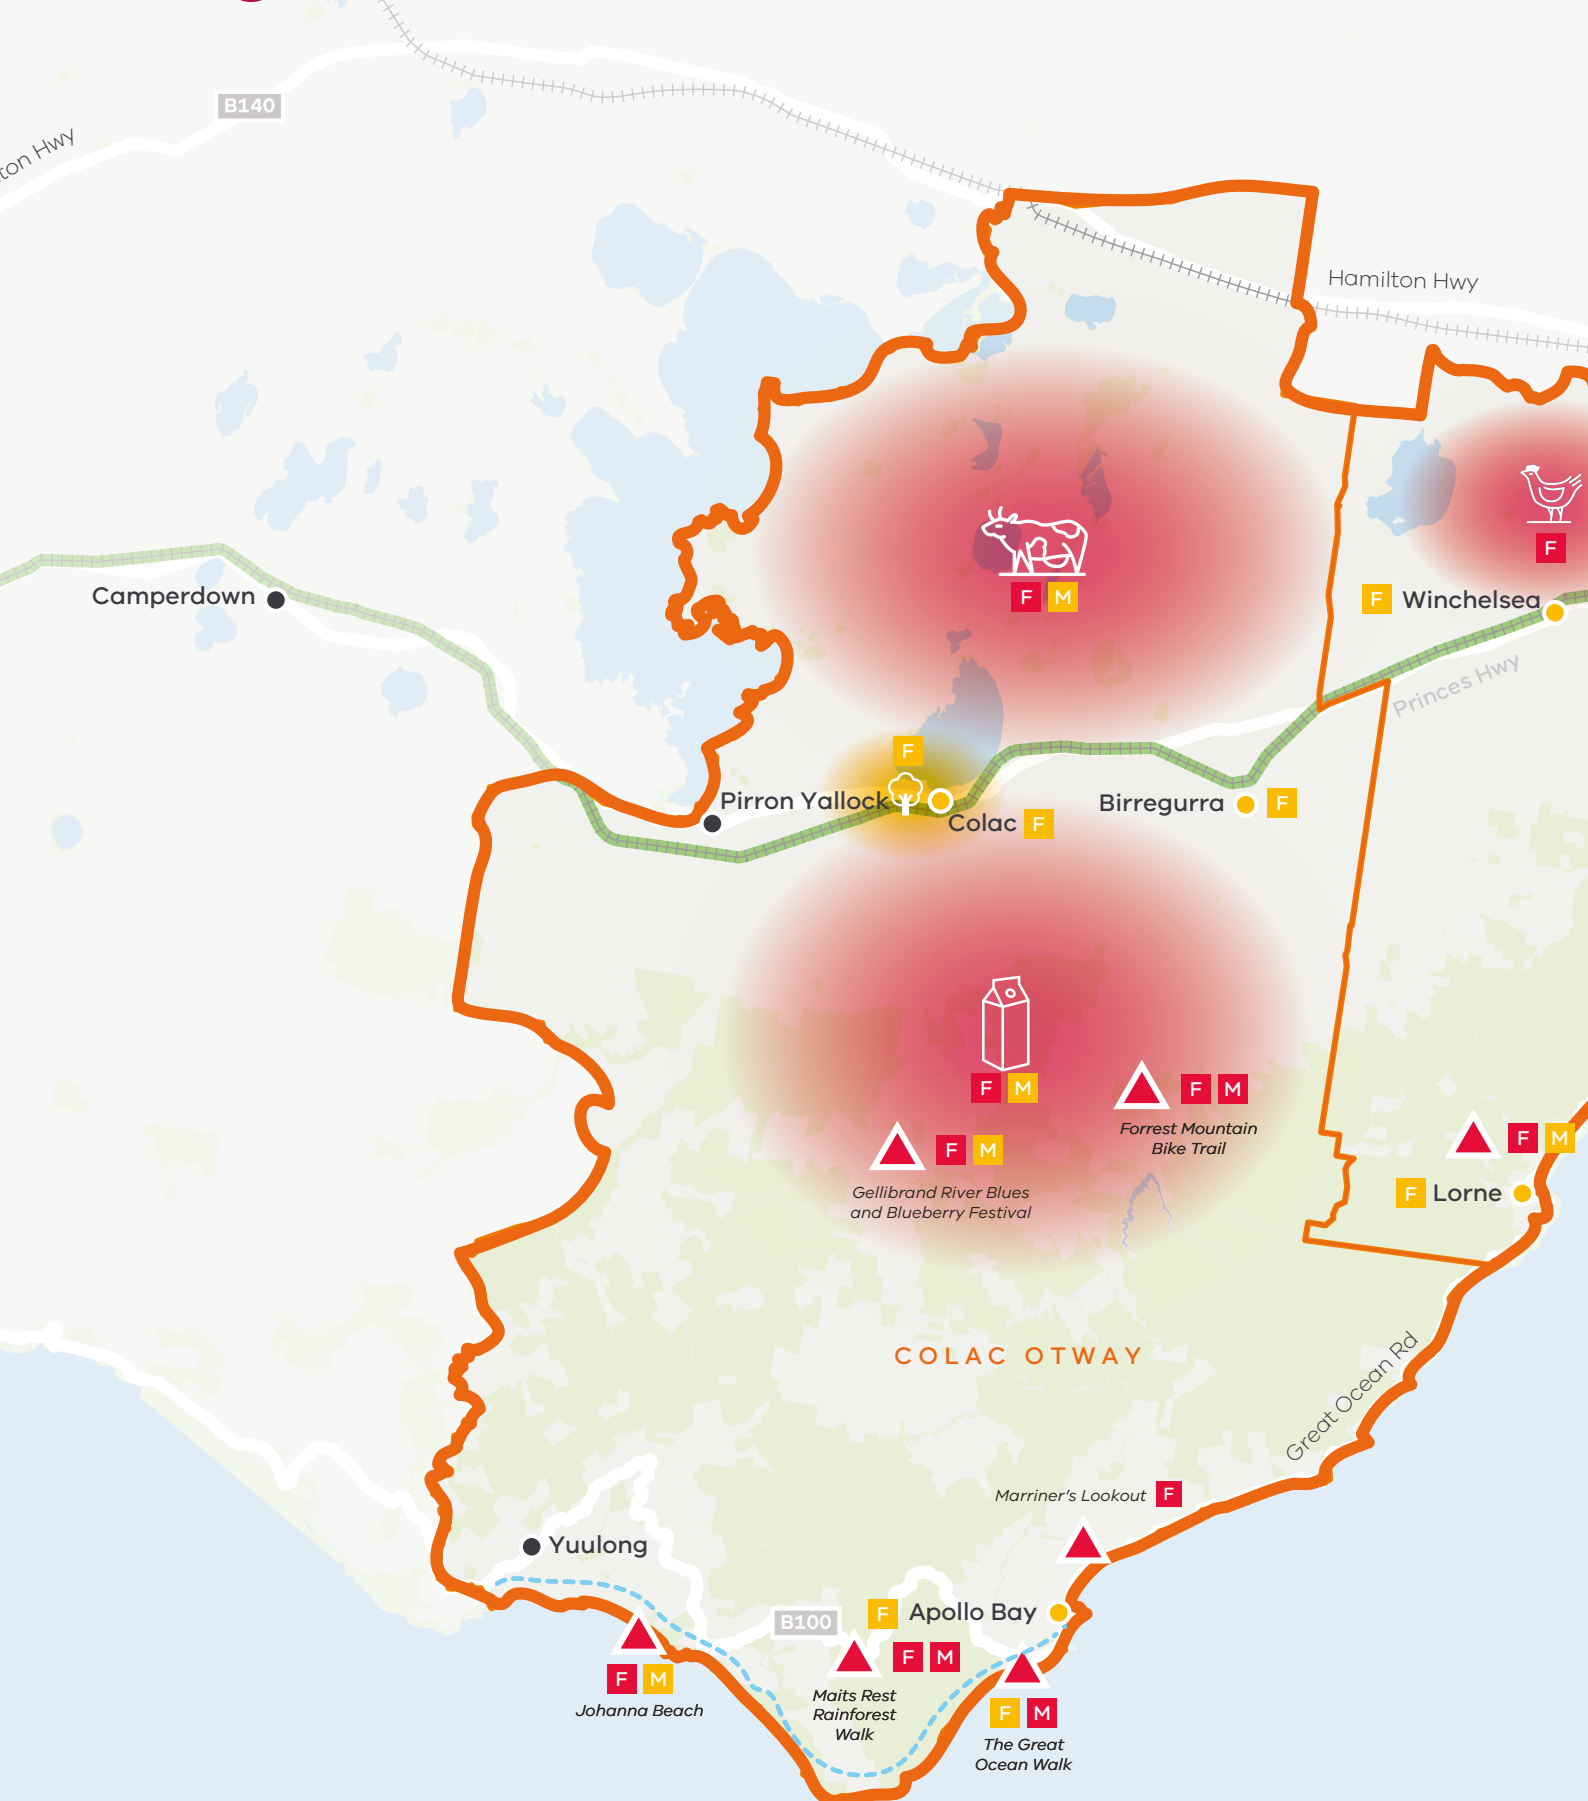 B140
ton Hwy
Hamilton Hwy
F
F M
Camperdown
F Winchelsea
Princes Hwy
F
Pirron Yallock
Colac F
Birregurra F
F M
F M
Forrest Mountain
Bike Trail
F M
Gellibrand River Blues
and Blueberry Festival
F M
F Lorne
COLAC OTWAY
Great Ocean Rd
Marriner's Lookout F
Yuulong
B100
F Apollo Bay
F M
Maits Rest
Rainforest
Walk
F M
Johanna Beach
F M
The Great
Ocean Walk